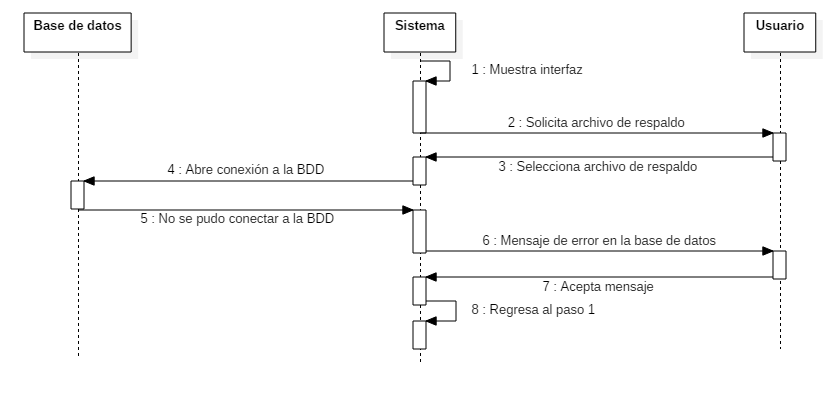 Base de datos
Sistema
Usuario
1 : Muestra interfaz
2 : Solicita archivo de respaldo
3 : Selecciona archivo de respaldo
4 : Abre conexión a la BDD
5 : No se pudo conectar a la BDD
6 : Mensaje de error en la base de datos
7 : Acepta mensaje
8 : Regresa al paso 1